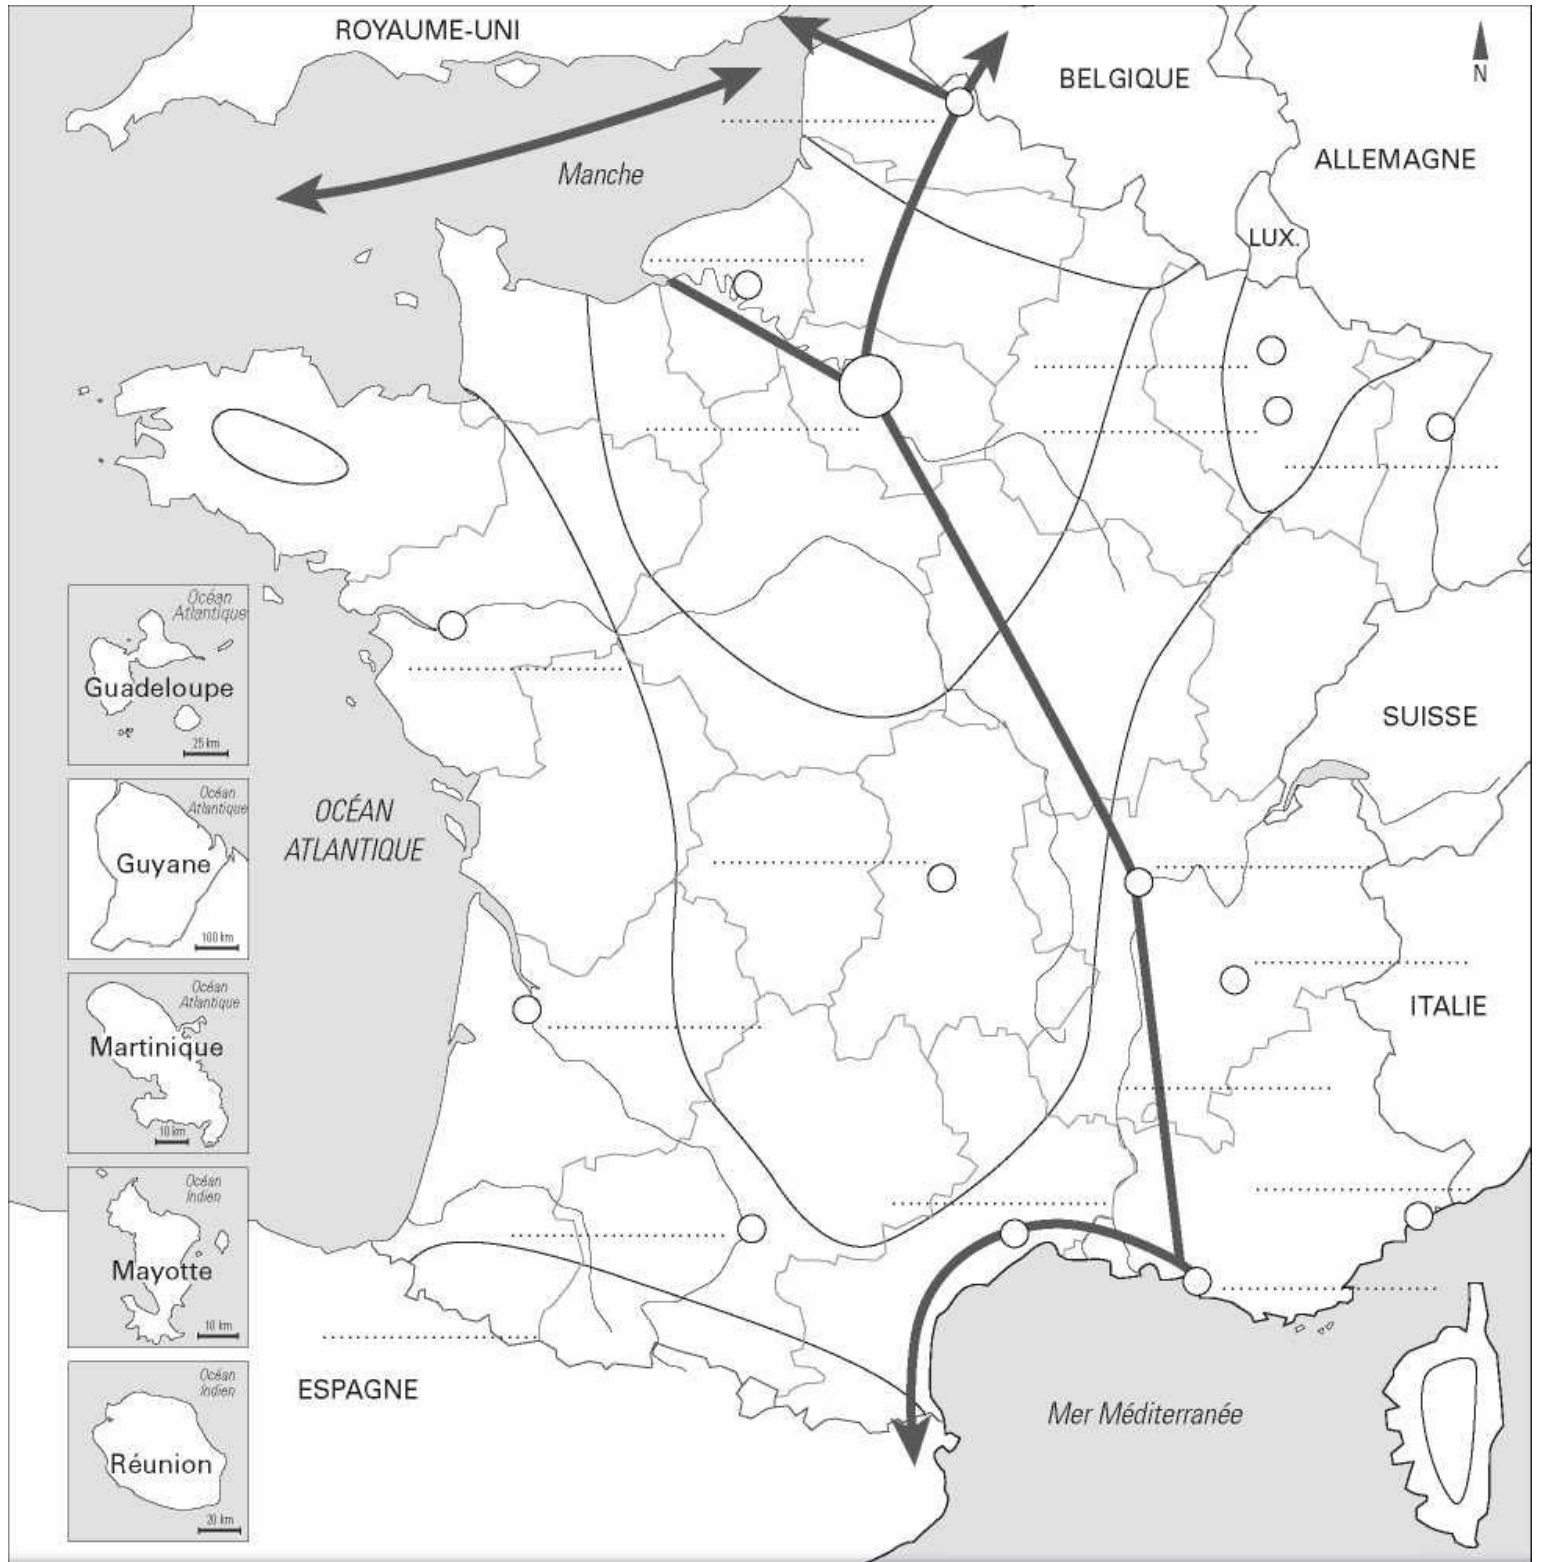 ROYAUME-UNI
N
BELGIQUE
ALLEMAGNE
Manche
LUX.
Océan
Atlantique
Guadeloupe
25 km
SUISSE
Océan
Atlantique
Guyane
100 km
OCÉAN
ATLANTIQUE
Océan
Atlantique
Martinique
10 km
ITALIE
Océan
Indien
Mayotte
10 km
Océan
Indien
Réunion
20 km
ESPAGNE
Mer Méditerranée